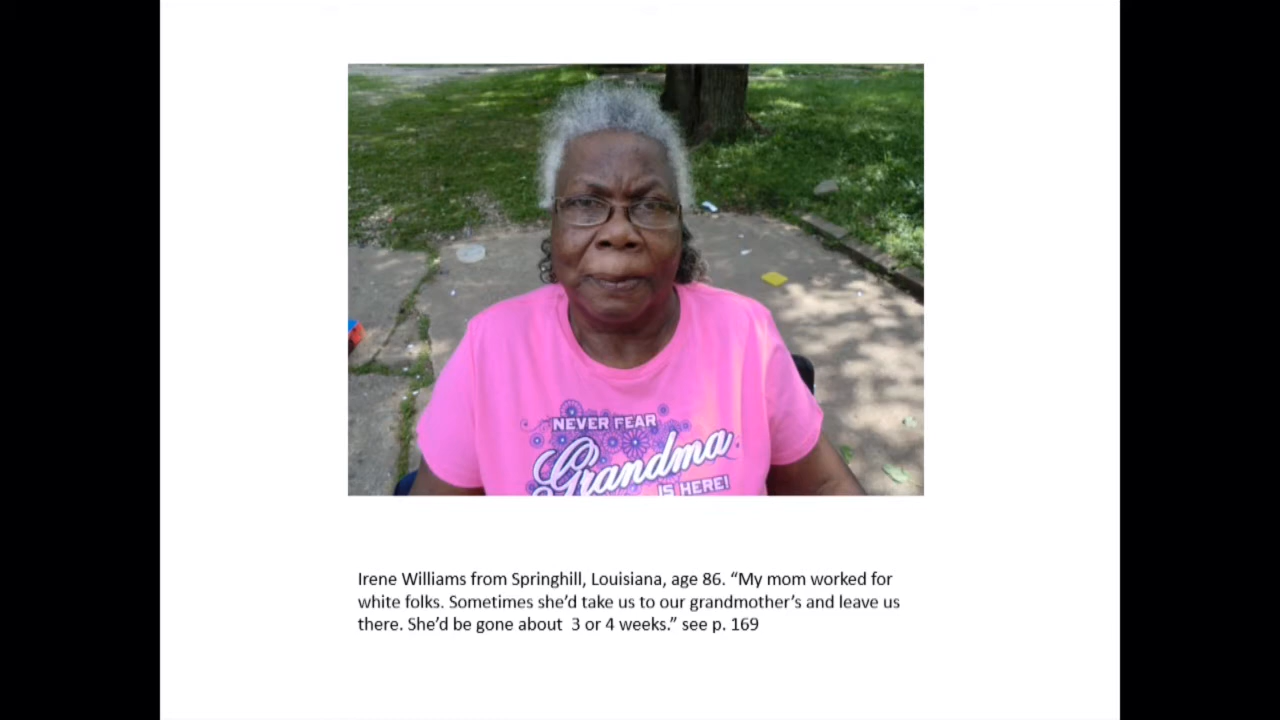 NEVER FEAR
Grandma
IS HERE!
Irene Williams from Springhill, Louisiana, age 86. “My mom worked for
white folks. Sometimes she’d take us to our grandmother’s and leave us
there. She’d be gone about  3 or 4 weeks.” see p. 169